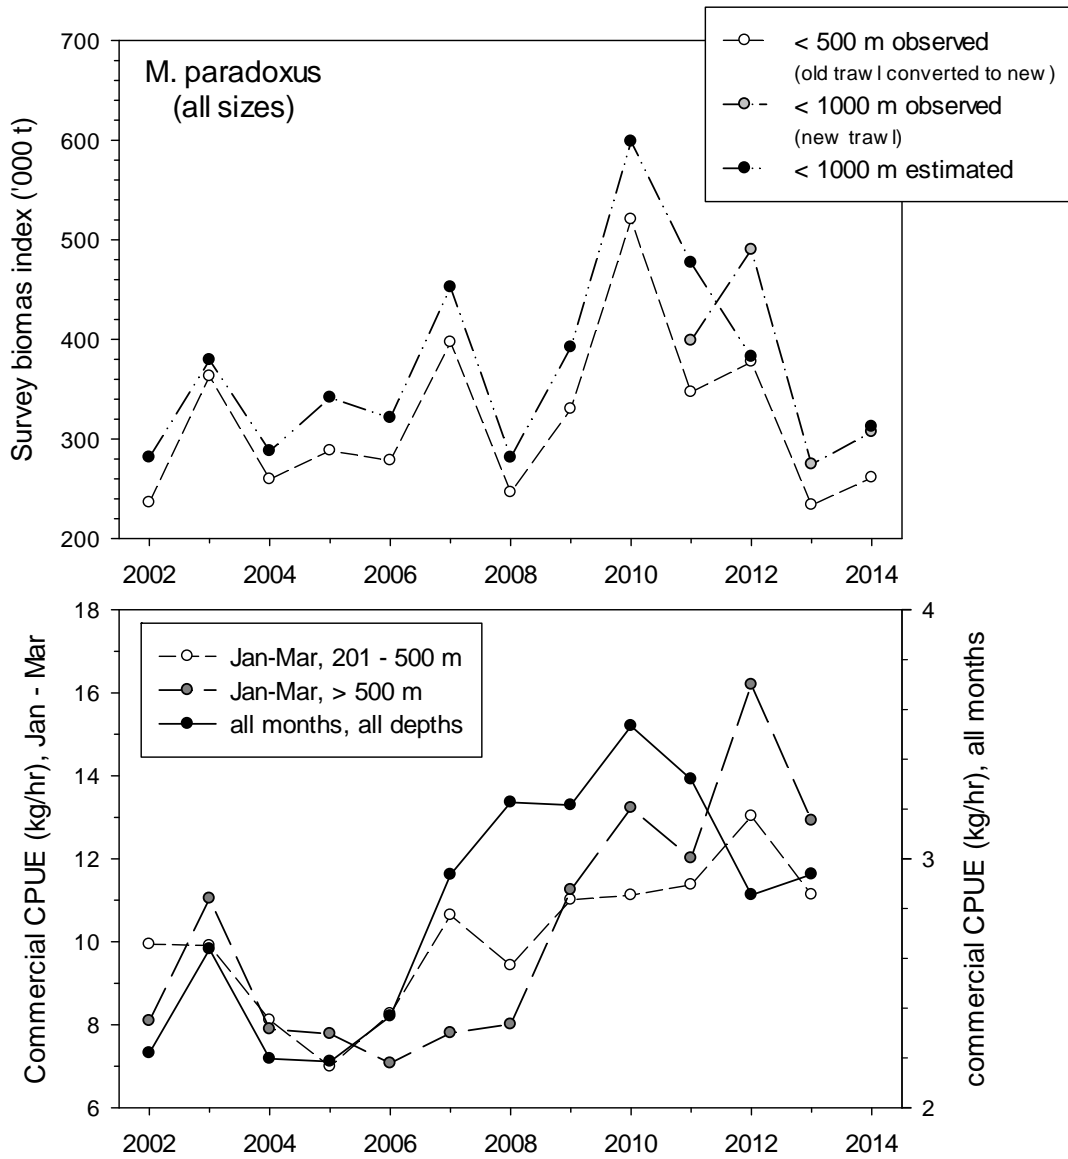 M. paradoxus
(all sizes)
< 500 m observed
(old trawl converted to new)
< 1000 m observed
(new trawl)
< 1000 m estimated
Survey biomas index ('000 t)
700
600
500
400
300
200
2002 2004 2006 2008 2010 2012 2014
Jan-Mar, 201 - 500 m
Jan-Mar, > 500 m
all months, all depths
Commercial CPUE (kg/hr), Jan - Mar
18
16
14
12
10
8
6
commercial CPUE (kg/hr), all months
4
3
2
2002 2004 2006 2008 2010 2012 2014